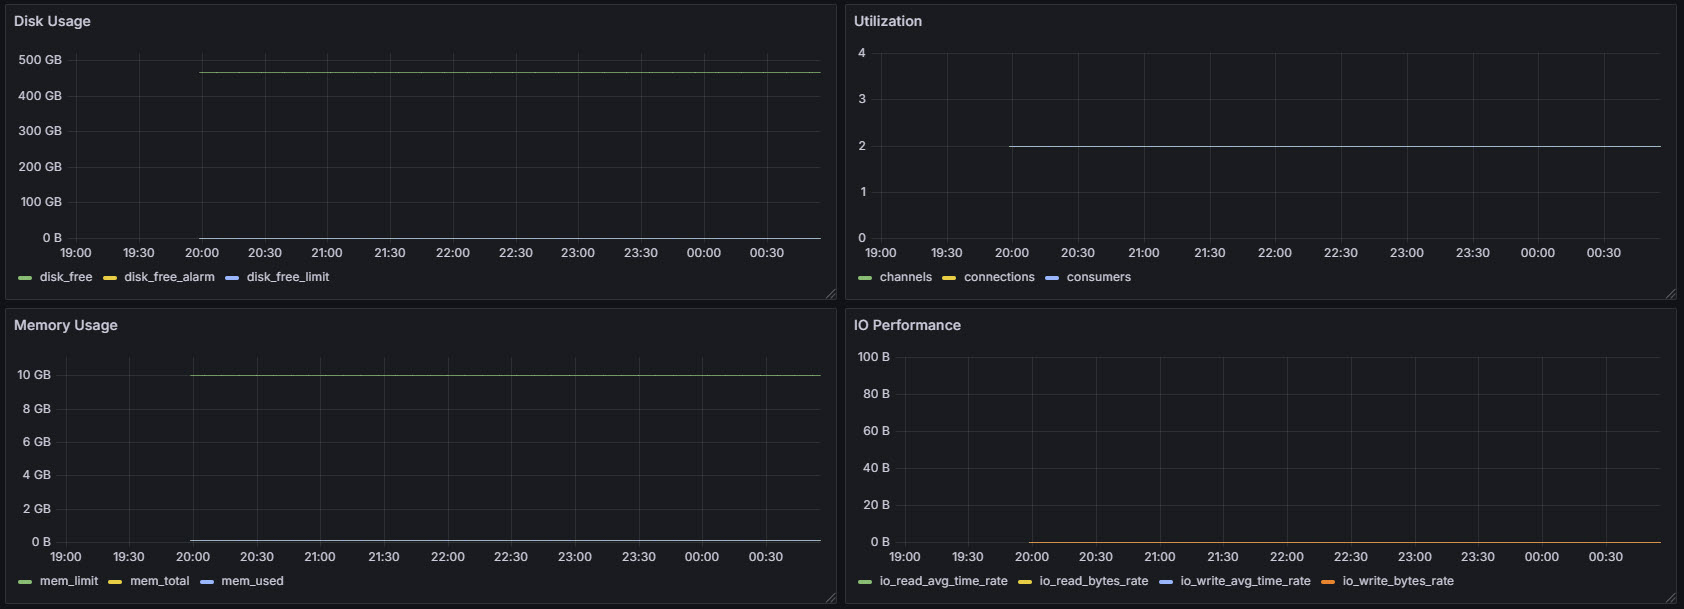 Disk Usage
500 GB
400 GB
300 GB
200 GB
100 GB
0 B
19:00 19:30 20:00 20:30 21:00 21:30 22:00 22:30 23:00 23:30 00:00 00:30
disk_free disk_free_alarm disk_free_limit
Utilization
4
3
2
1
0
19:00 19:30 20:00 20:30 21:00 21:30 22:00 22:30 23:00 23:30 00:00 00:30
channels connections consumers
Memory Usage
10 GB
8 GB
6 GB
4 GB
2 GB
0 B
19:00 19:30 20:00 20:30 21:00 21:30 22:00 22:30 23:00 23:30 00:00 00:30
mem_limit mem_total mem_used
IO Performance
100 B
80 B
60 B
40 B
20 B
0 B
19:00 19:30 20:00 20:30 21:00 21:30 22:00 22:30 23:00 23:30 00:00 00:30
io_read_avg_time_rate io_read_bytes_rate io_write_avg_time_rate io_write_bytes_rate